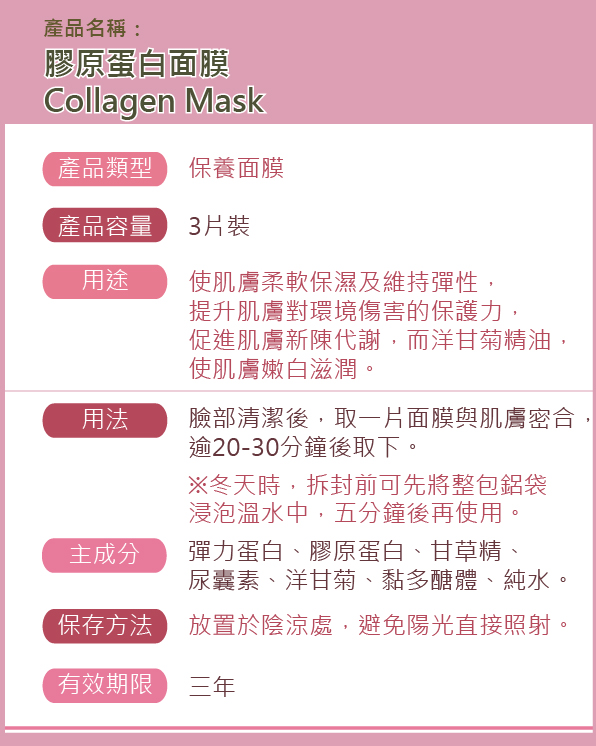 產品名稱：
膠原蛋白面膜
Collagen Mask
產品類型 保養面膜
產品容量 3片裝
用途 使肌膚柔軟保濕及維持彈性，
提升肌膚對環境傷害的保護力，
促進肌膚新陳代謝，而洋甘菊精油，
使肌膚嫩白滋潤。
用法 臉部清潔後，取一片面膜與肌膚密合，
逾20-30分鐘後取下。
※冬天時，拆封前可先將整包鋁袋
浸泡溫水中，五分鐘後再使用。
主成分 彈力蛋白、膠原蛋白、甘草精、
尿囊素、洋甘菊、黏多醣體、純水。
保存方法 放置於陰涼處，避免陽光直接照射。
有效期限 三年